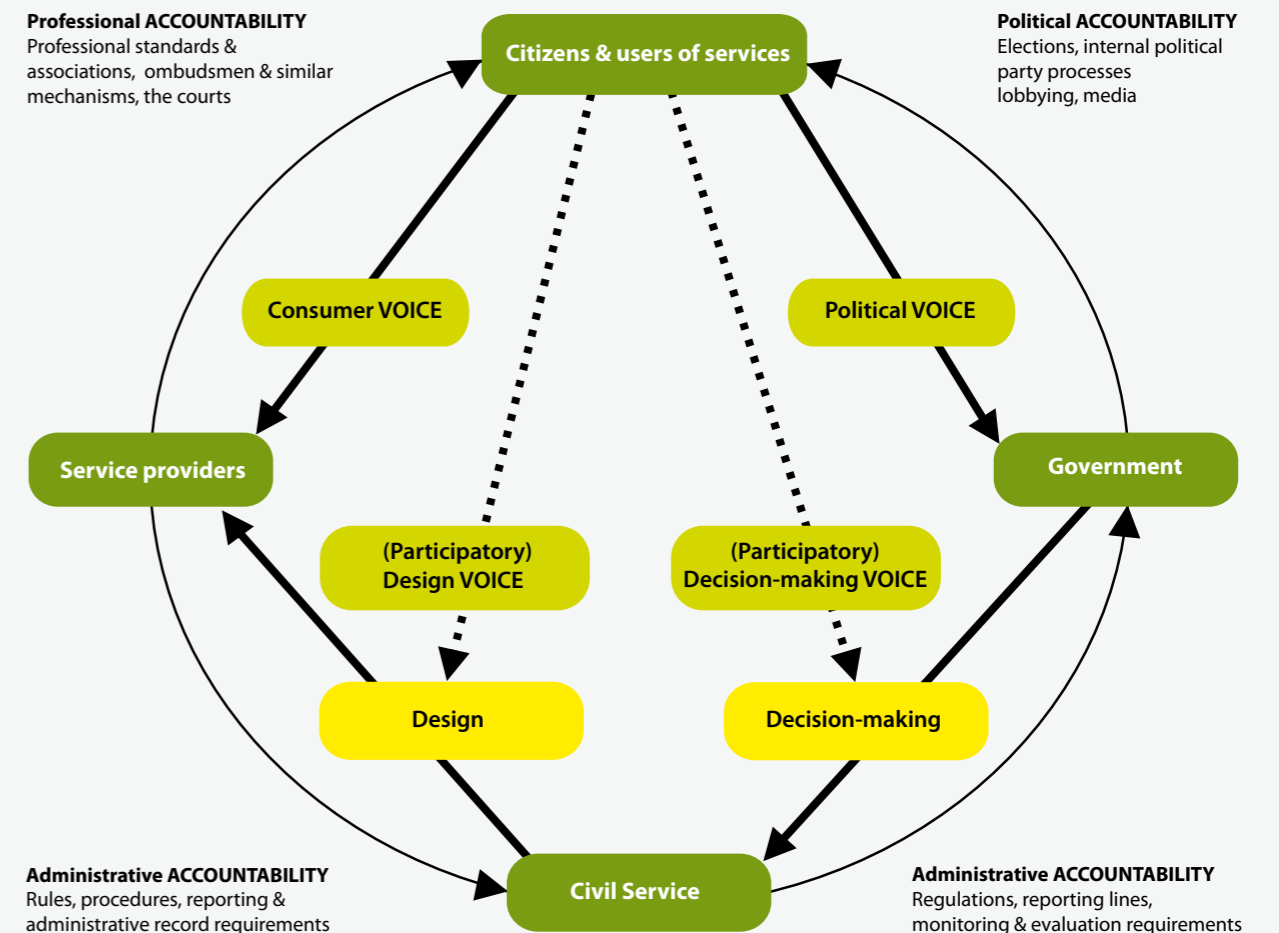 Professional ACCOUNTABILITY
Professional standards &
associations, ombudsmen & similar
mechanisms, the courts
Citizens & users of services
Political ACCOUNTABILITY
Elections, internal political
party processes
lobbying, media
Consumer VOICE
Political VOICE
Service providers
Government
(Participatory)
Design VOICE
(Participatory)
Decision-making VOICE
Design
Decision-making
Administrative ACCOUNTABILITY
Rules, procedures, reporting &
administrative record requirements
Civil Service
Administrative ACCOUNTABILITY
Regulations, reporting lines,
monitoring & evaluation requirements